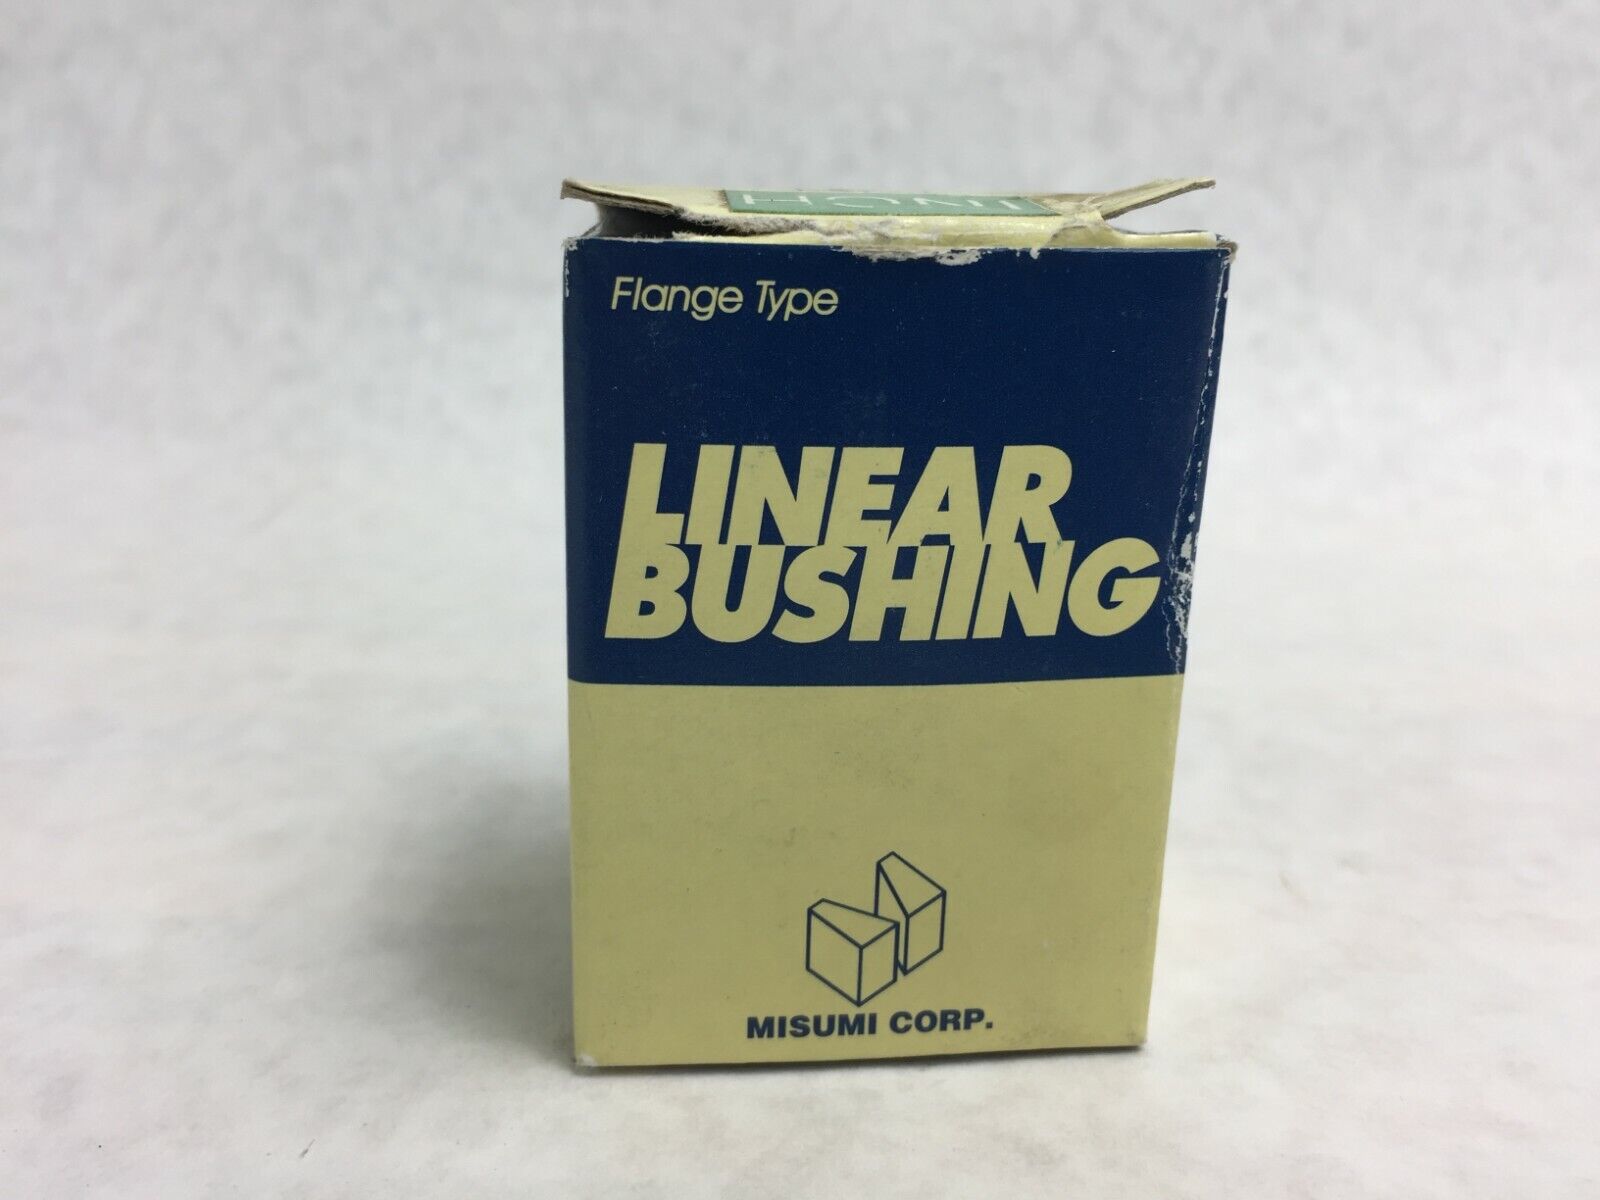 Flange Type
LINEAR
BUSHING
MISUMI CORP.